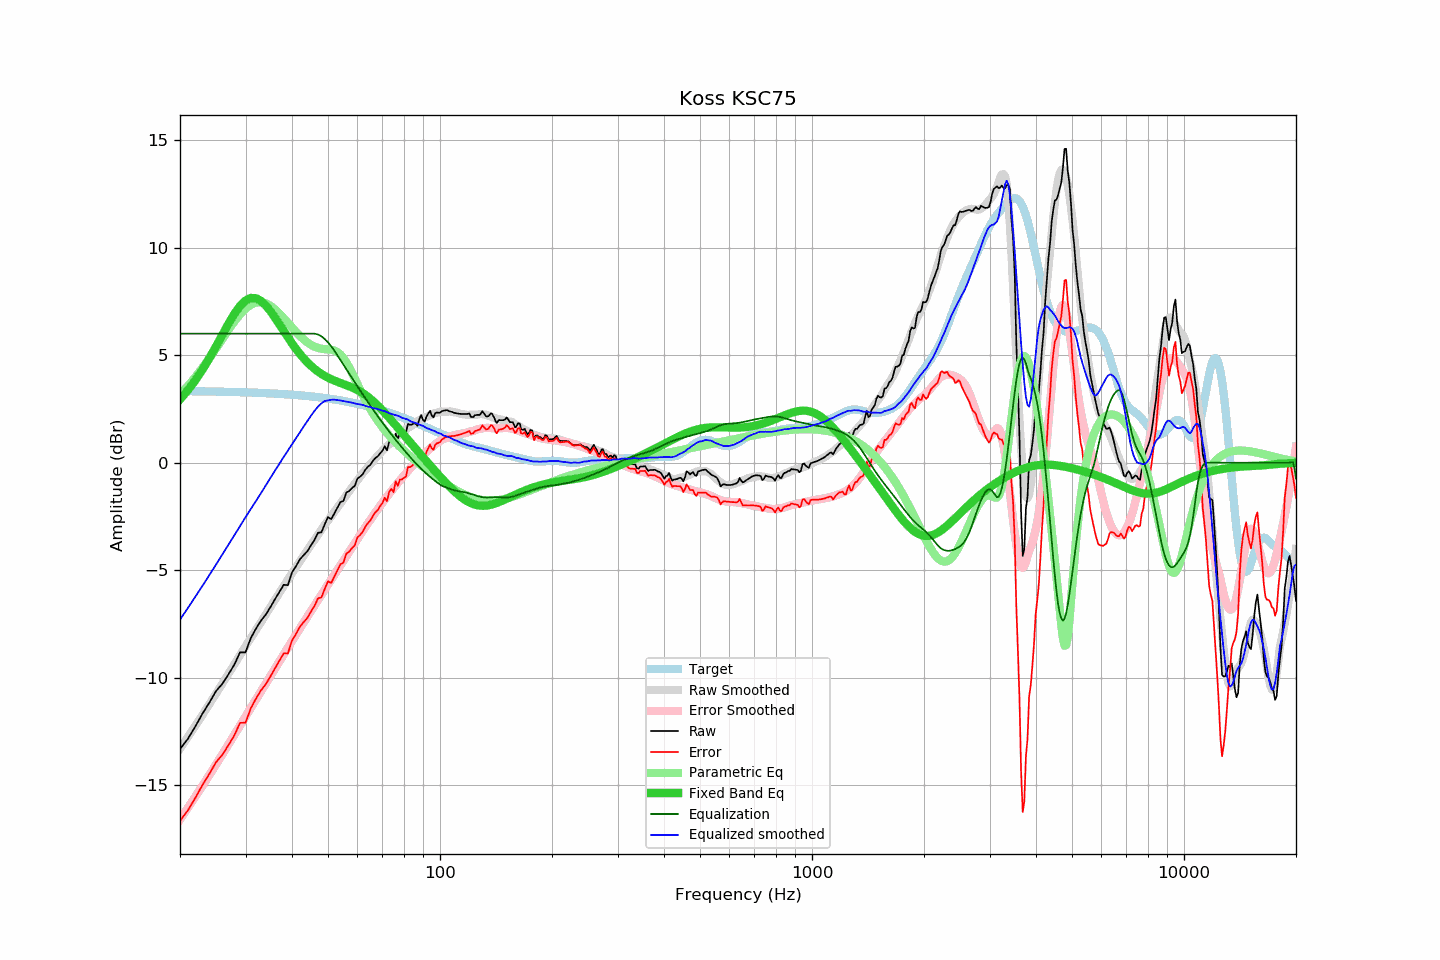 Koss KSC75
15
10
5
0
−5
−10
−15
Amplitude (dBr)
Target
Raw Smoothed
Error Smoothed
Raw
Error
Parametric Eq
Fixed Band Eq
Equalization
Equalized smoothed
100
1000
10000
Frequency (Hz)